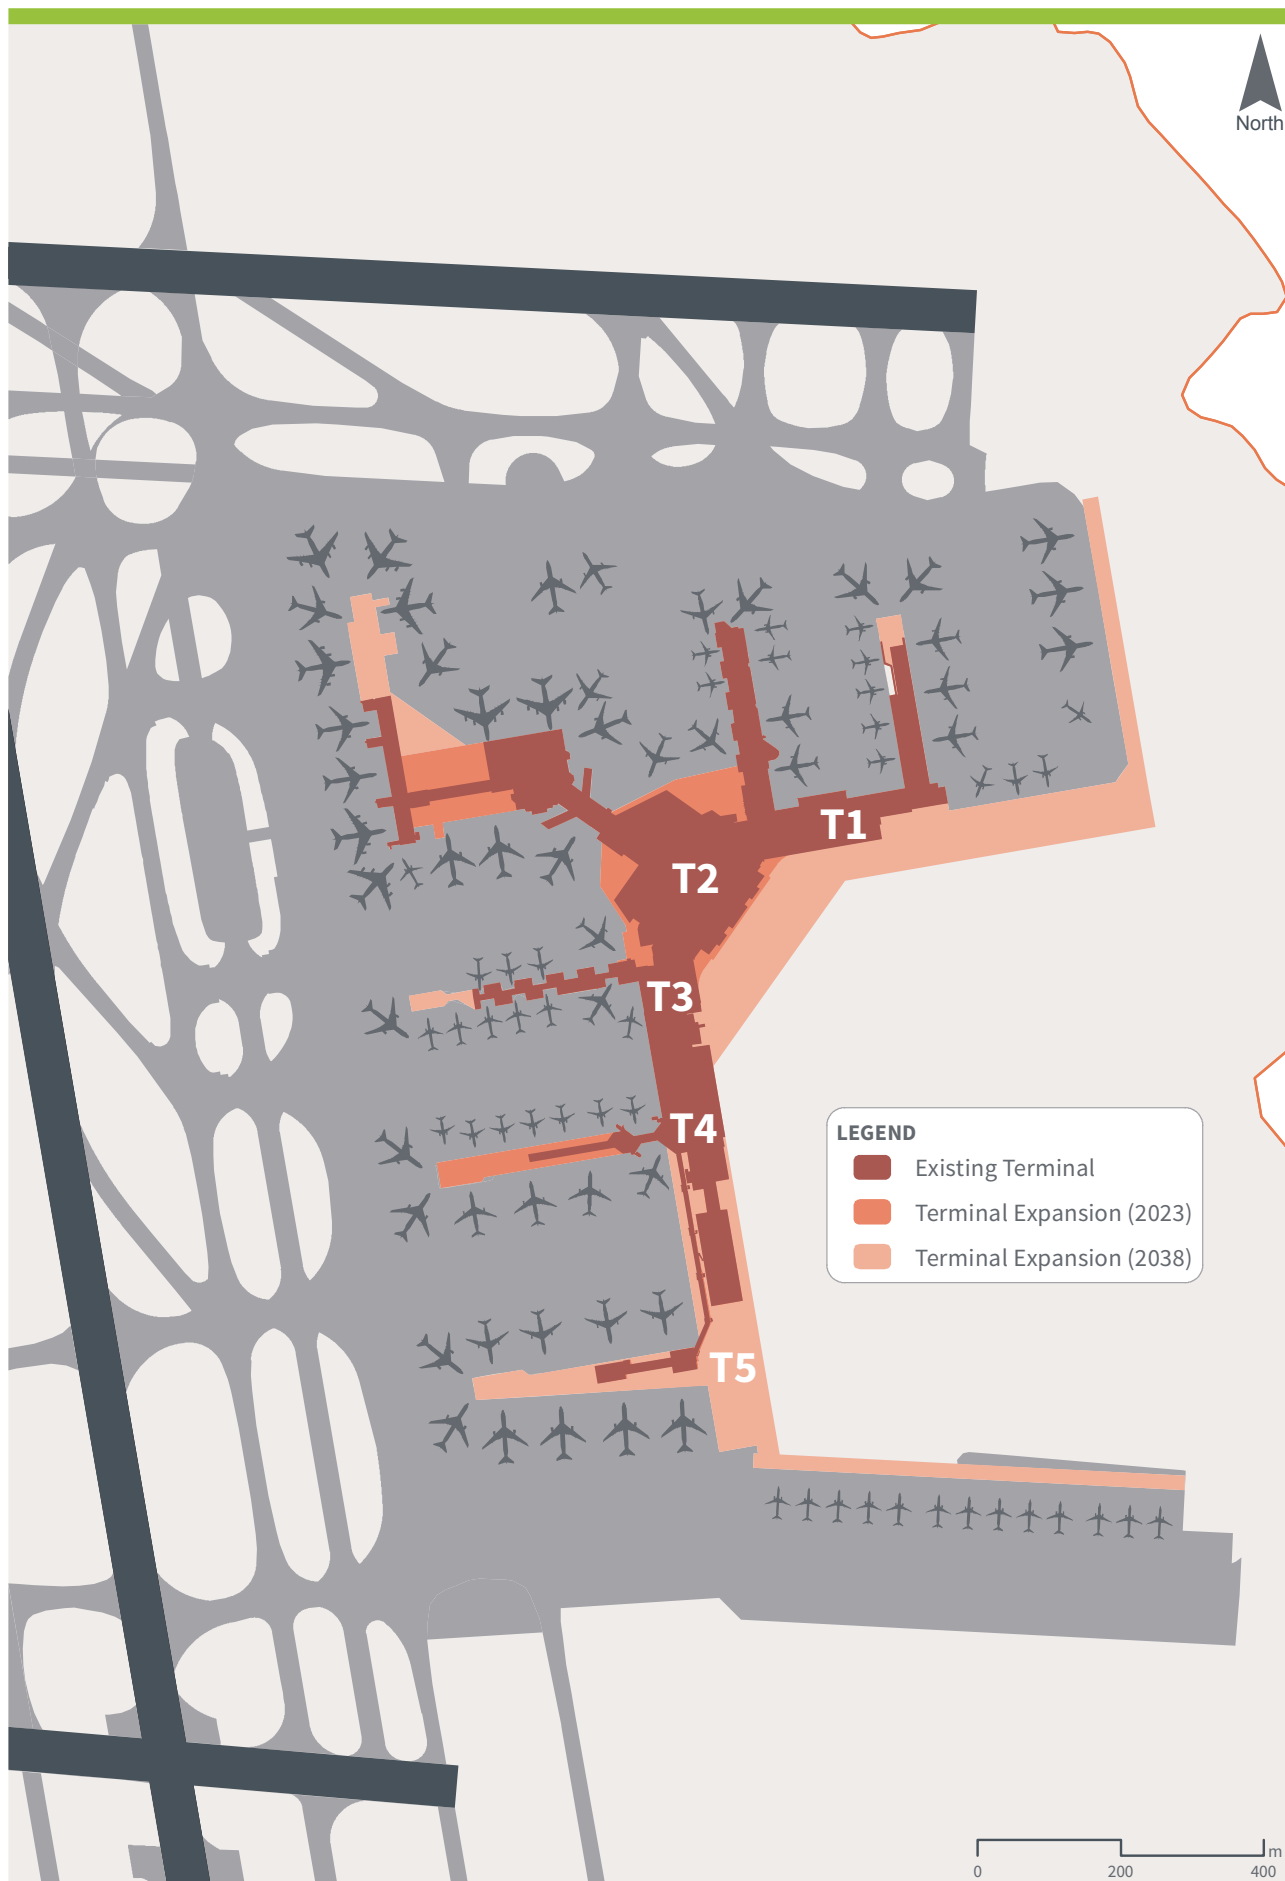 North
T1
T2
T3
T4
LEGEND
Existing Terminal
Terminal Expansion (2023)
Terminal Expansion (2038)
T5
m
0 200 400